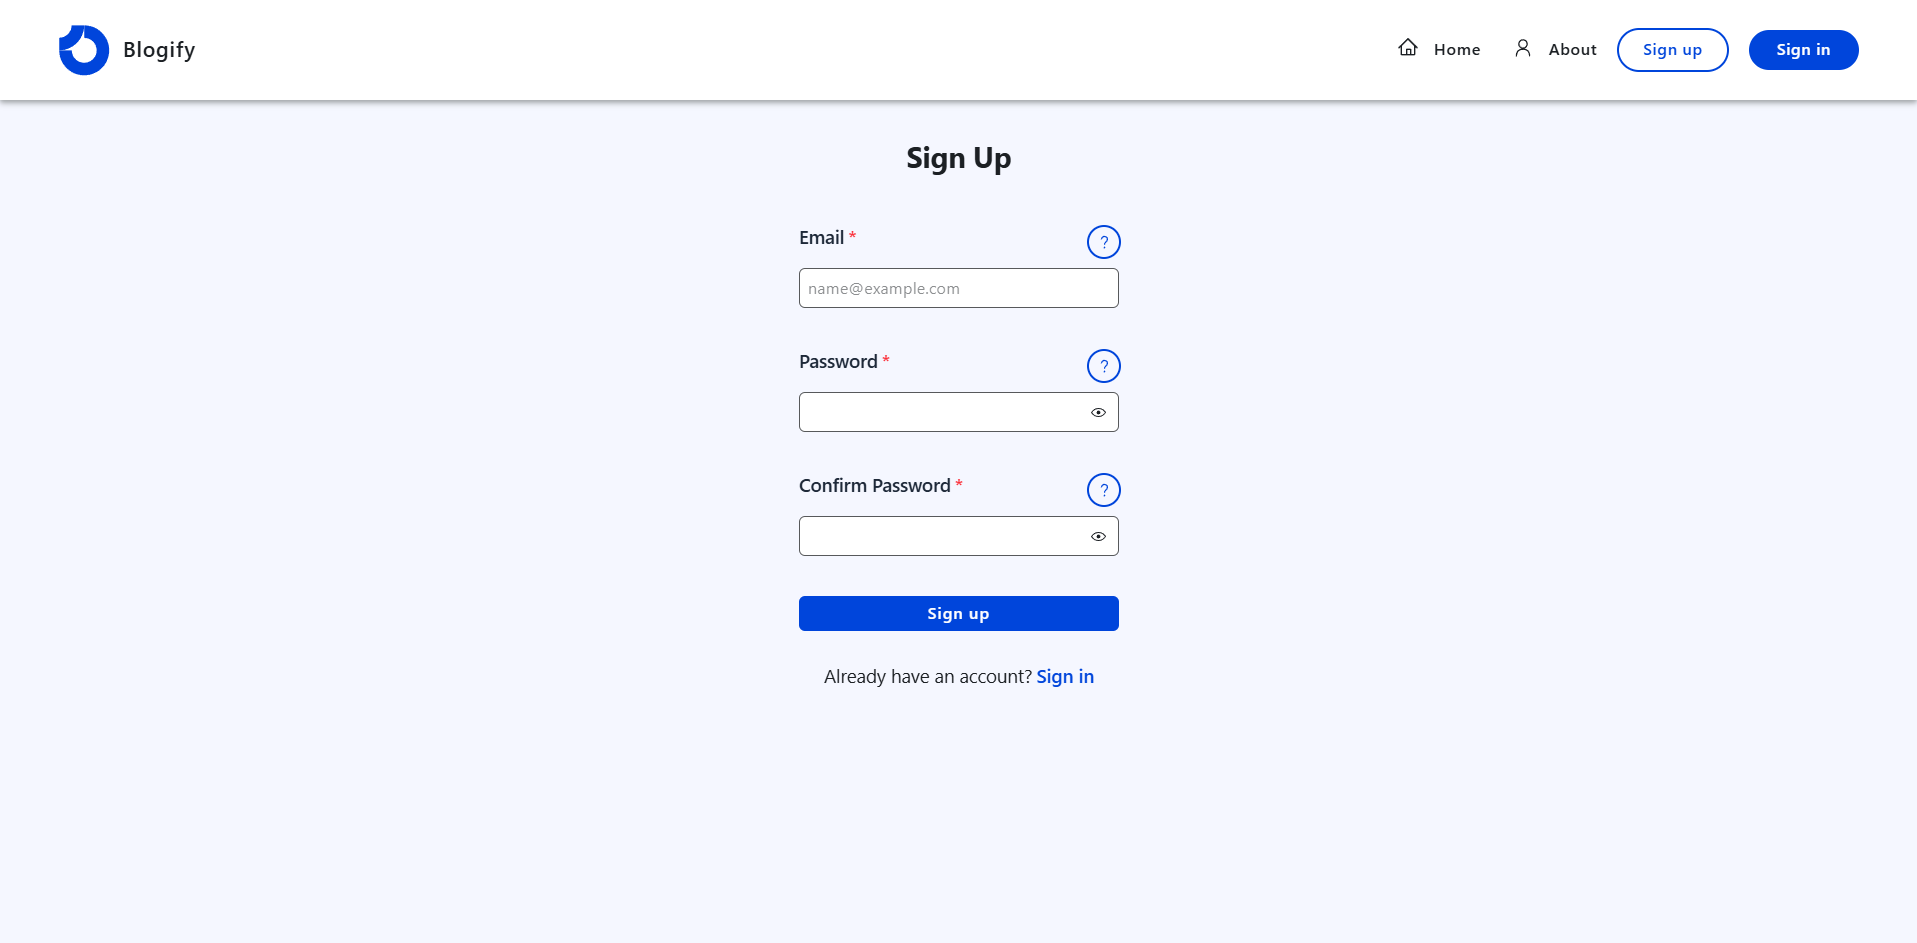 Blogify
Home
About
Sign up
Sign in
Sign Up
Email *
?
name@example.com
Password *
?
Confirm Password *
?
Sign up
Already have an account? Sign in